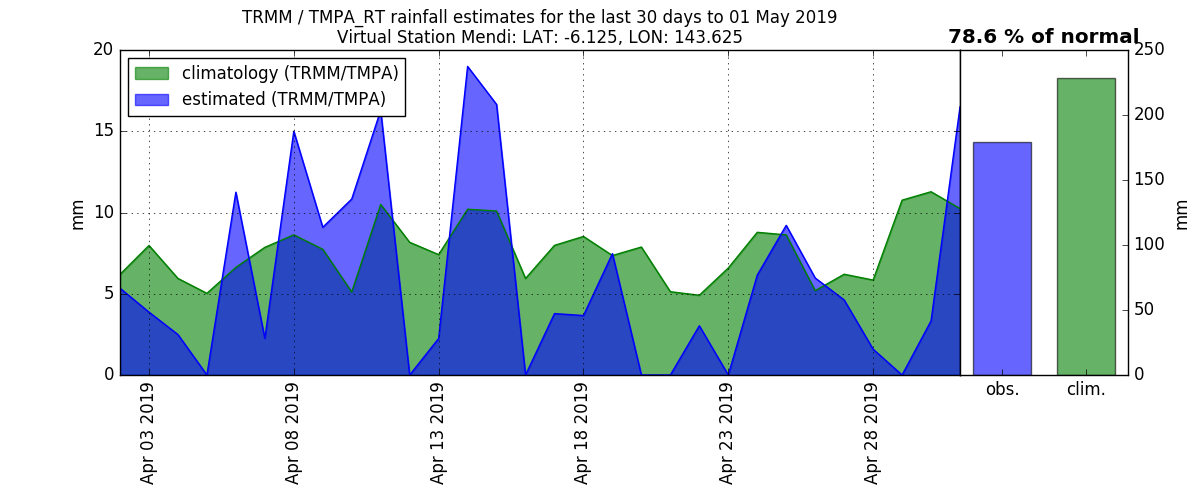 TRMM / TMPA_RT rainfall estimates for the last 30 days to 01 May 2019
Virtual Station Mendi: LAT: -6.125, LON: 143.625
78.6 % of normal
climatology (TRMM/TMPA)
estimated (TRMM/TMPA)
20
15
10
5
0
mm
Apr 03 2019
Apr 08 2019
Apr 13 2019
Apr 18 2019
Apr 23 2019
Apr 28 2019
250
200
150
100
50
0
mm
obs.
clim.